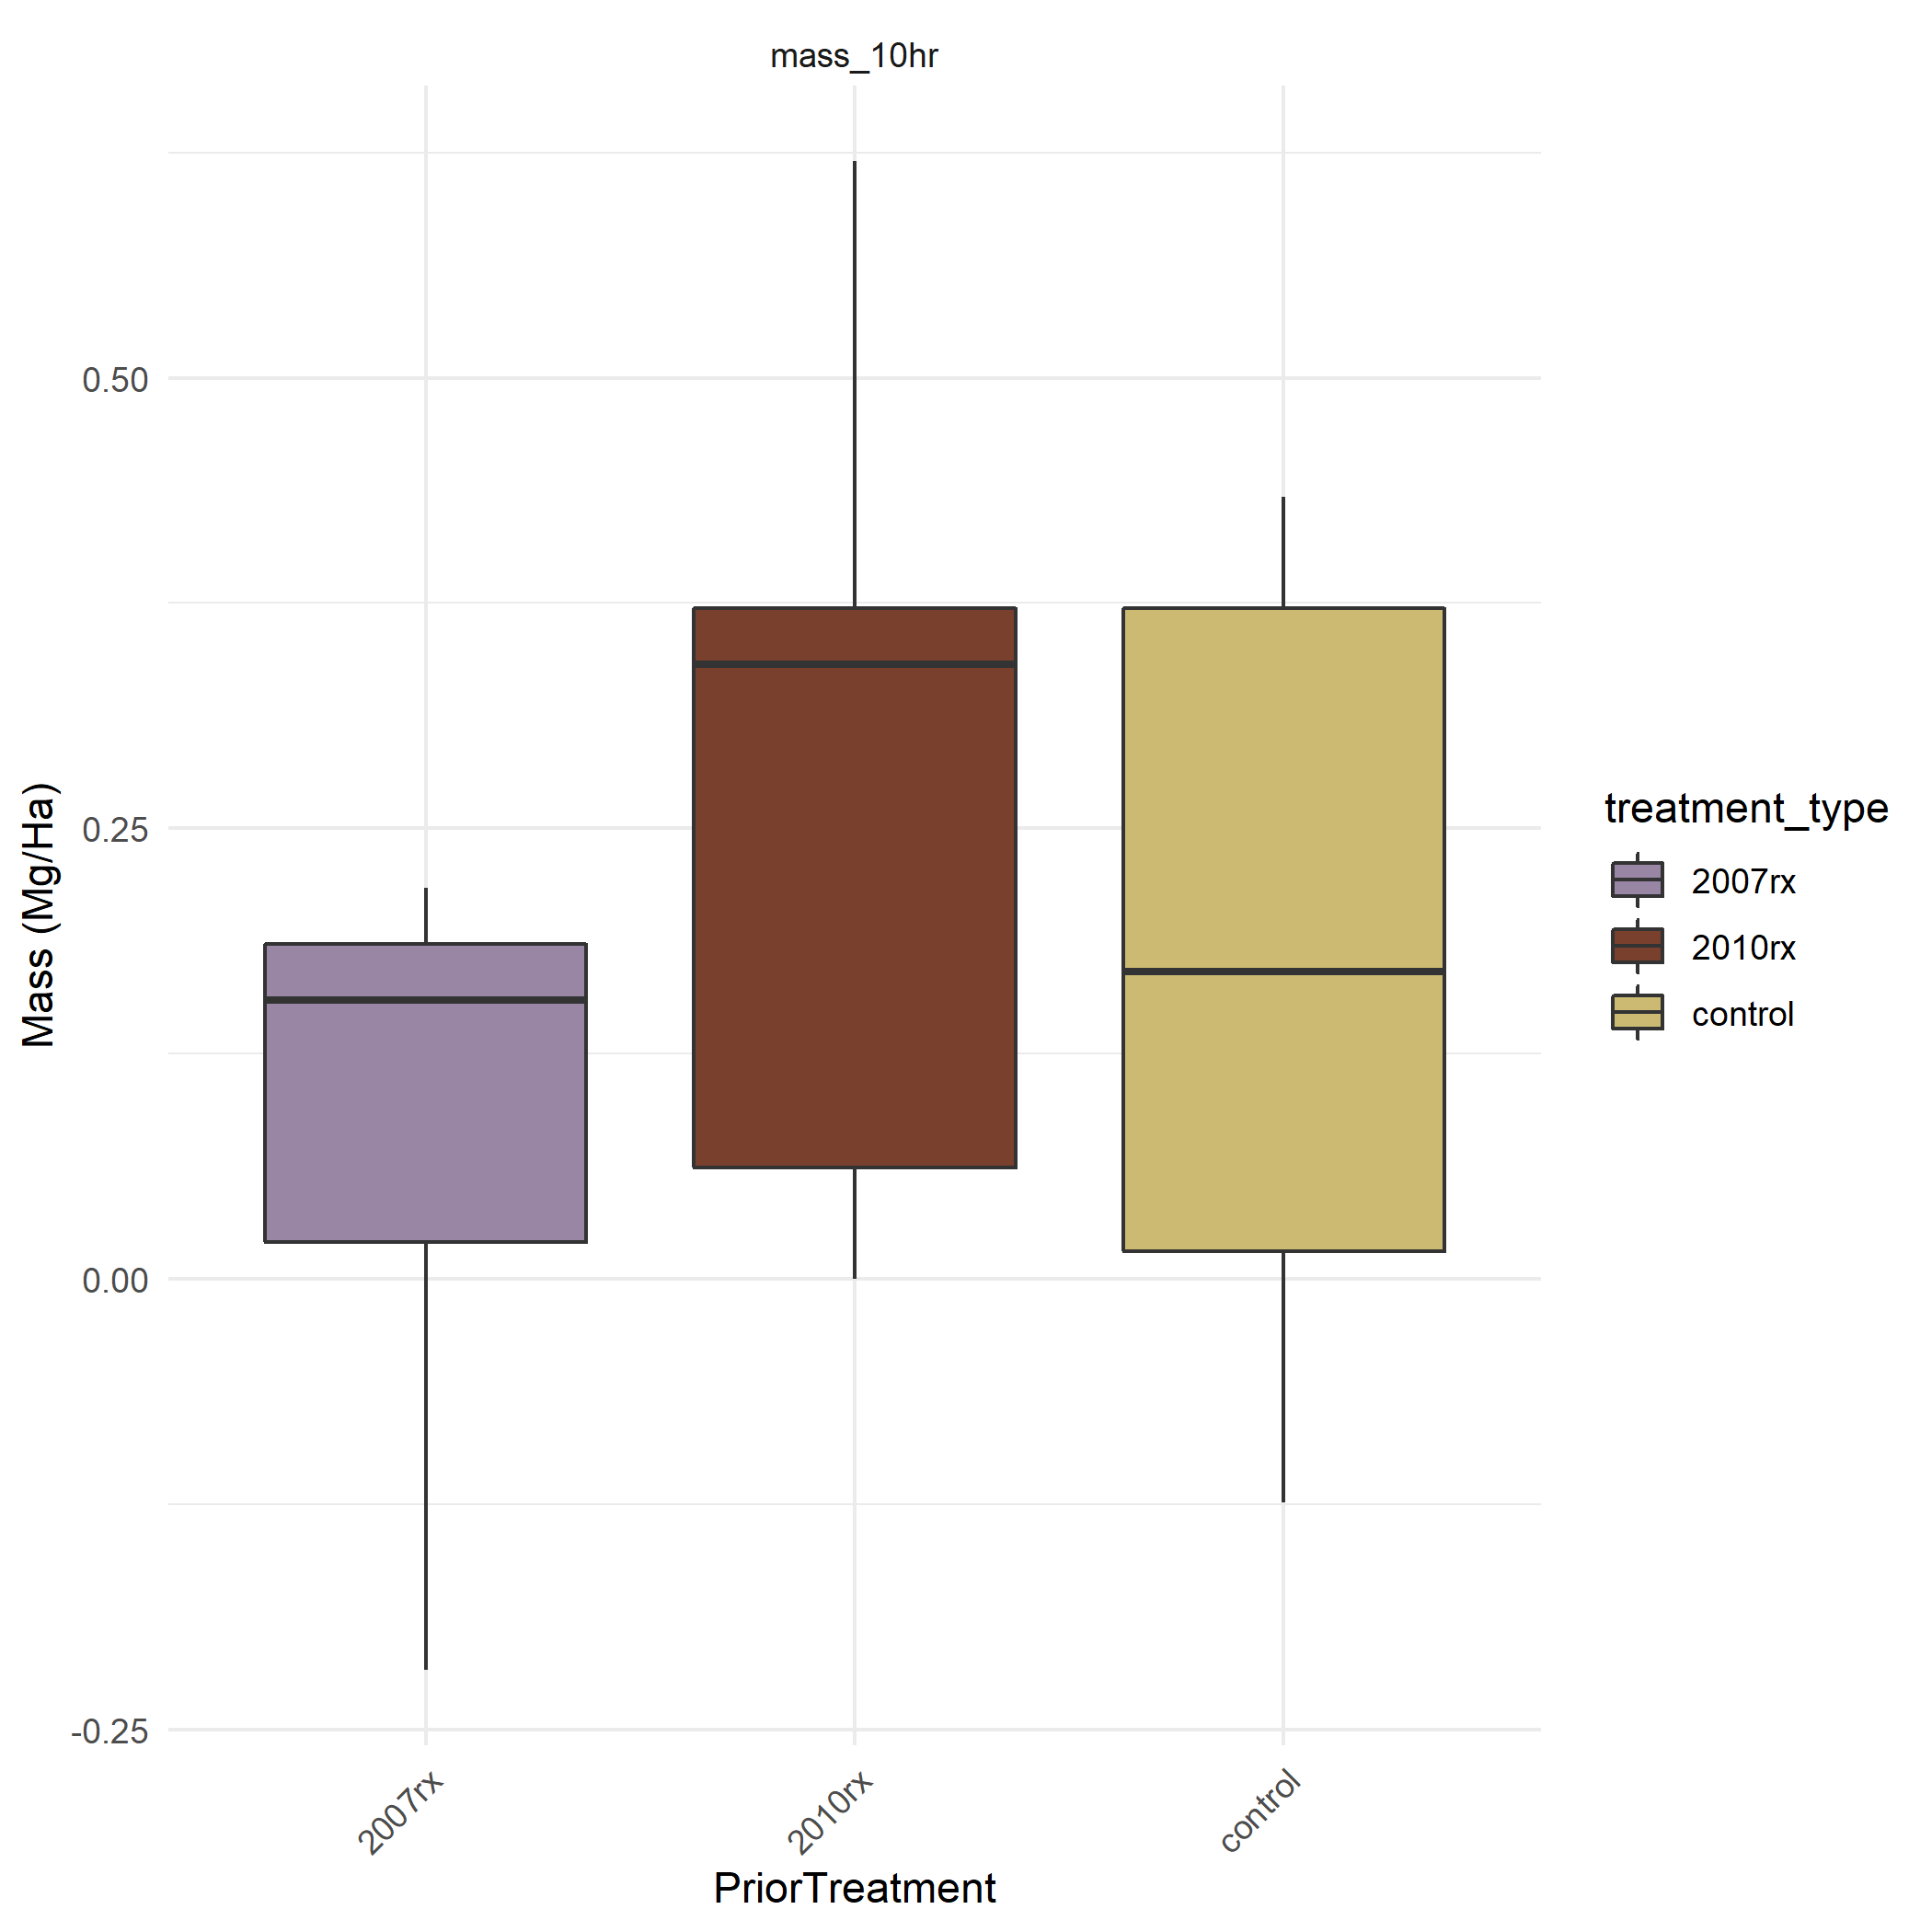 mass_10hr
0.50
0.25
0.00
-0.25
Mass (Mg/Ha)
2007rx
2010rx
control
PriorTreatment
treatment_type
2007rx
2010rx
control